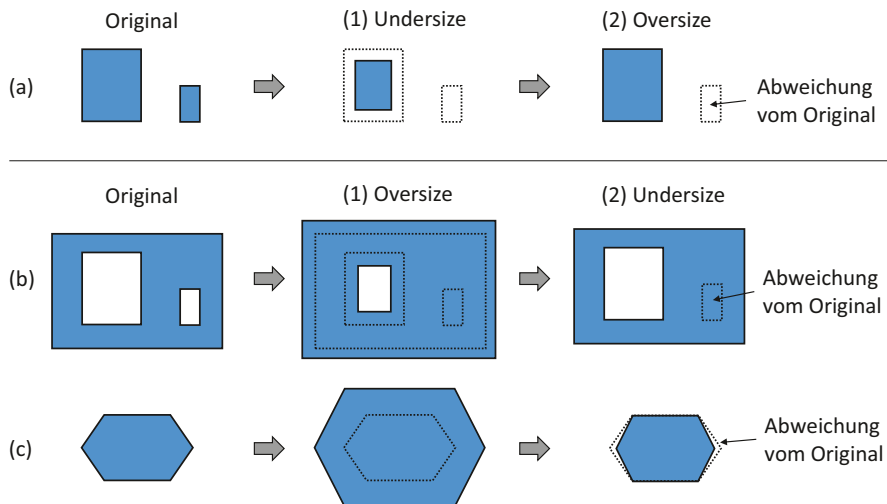 Original
(1) Undersize
(2) Oversize
(a)
Abweichung
vom Original
Original
(1) Oversize
(2) Undersize
(b)
Abweichung
vom Original
(c)
Abweichung
vom Original